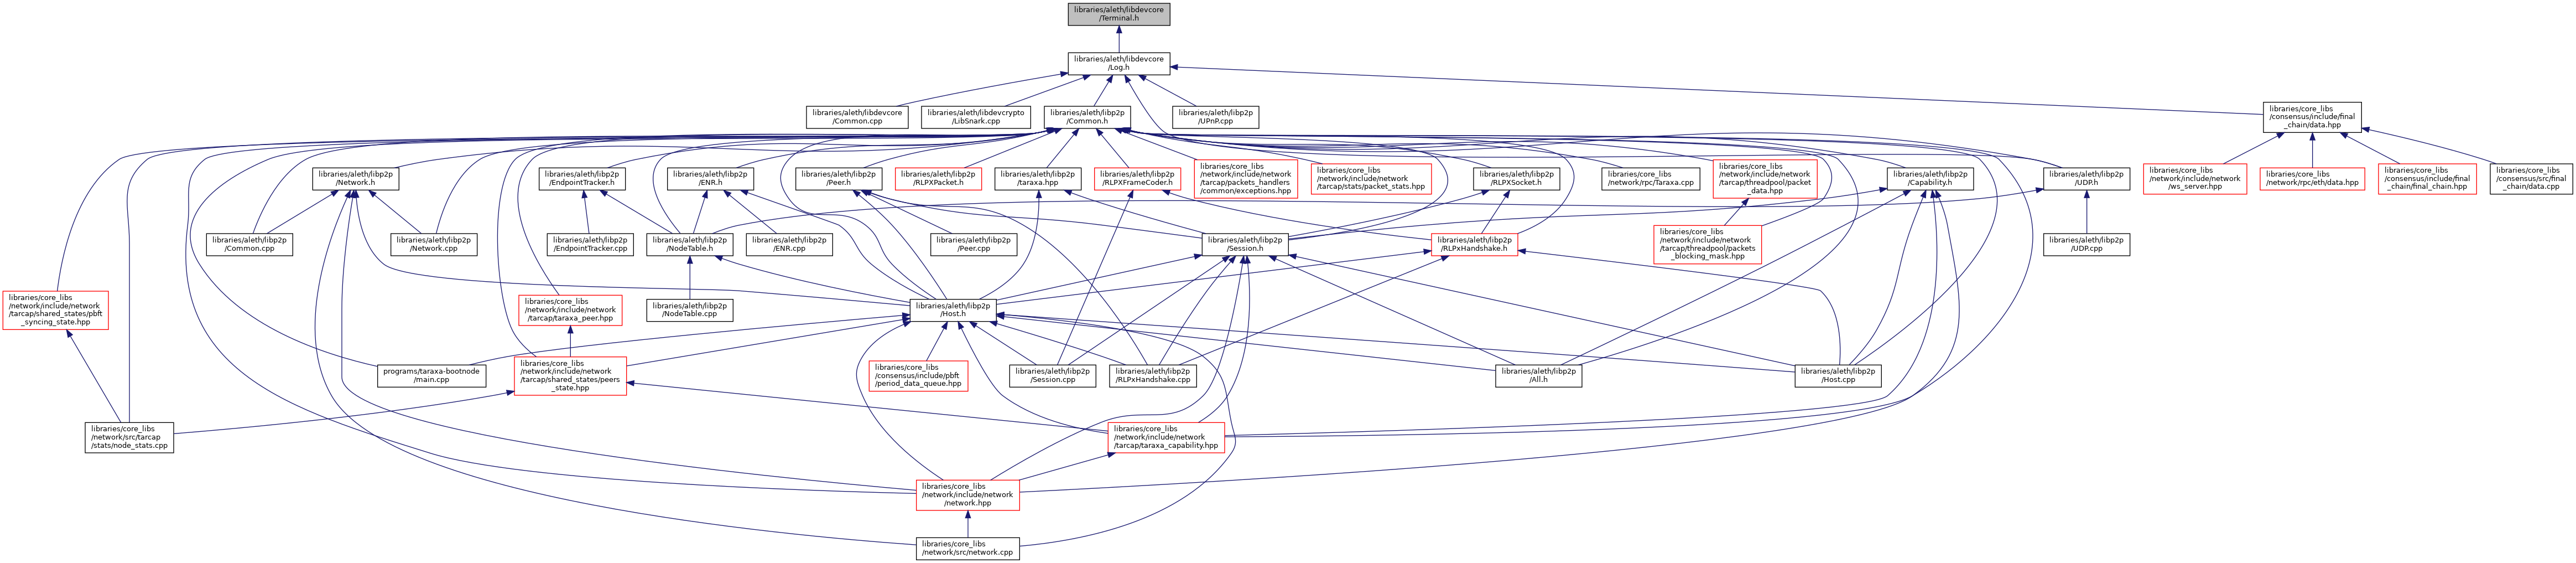 libraries/aleth/libdevcore
/Terminal.h
libraries/aleth/libdevcore
/Log.h
libraries/aleth/libdevcore
/Common.cpp
libraries/aleth/libdevcrypto
/LibSnark.cpp
libraries/aleth/libp2p
/Common.h
libraries/aleth/libp2p
/UPnP.cpp
libraries/core_libs
/consensus/include/final
_chain/data.hpp
libraries/aleth/libp2p
/Network.h
libraries/aleth/libp2p
/EndpointTracker.h
libraries/aleth/libp2p
/ENR.h
libraries/aleth/libp2p
/Peer.h
libraries/aleth/libp2p
/RLPXPacket.h
libraries/aleth/libp2p
/taraxa.hpp
libraries/aleth/libp2p
/RLPXFrameCoder.h
libraries/core_libs
/network/include/network
/tarcap/packets_handlers
/common/exceptions.hpp
libraries/core_libs
/network/include/network
/tarcap/stats/packet_stats.hpp
libraries/aleth/libp2p
/RLPXSocket.h
libraries/core_libs
/network/rpc/Taraxa.cpp
libraries/core_libs
/network/include/network
/tarcap/threadpool/packet
_data.hpp
libraries/aleth/libp2p
/Capability.h
libraries/aleth/libp2p
/UDP.h
libraries/core_libs
/network/include/network
/ws_server.hpp
libraries/core_libs
/network/rpc/eth/data.hpp
libraries/core_libs
/consensus/include/final
_chain/final_chain.hpp
libraries/core_libs
/consensus/src/final
_chain/data.cpp
libraries/aleth/libp2p
/Common.cpp
libraries/aleth/libp2p
/Network.cpp
libraries/aleth/libp2p
/EndpointTracker.cpp
libraries/aleth/libp2p
/NodeTable.h
libraries/aleth/libp2p
/ENR.cpp
libraries/aleth/libp2p
/Peer.cpp
libraries/aleth/libp2p
/Session.h
libraries/aleth/libp2p
/RLPxHandshake.h
libraries/core_libs
/network/include/network
/tarcap/threadpool/packets
_blocking_mask.hpp
libraries/aleth/libp2p
/UDP.cpp
libraries/core_libs
/network/include/network
/tarcap/shared_states/pbft
_syncing_state.hpp
libraries/core_libs
/network/include/network
/tarcap/taraxa_peer.hpp
libraries/aleth/libp2p
/NodeTable.cpp
libraries/aleth/libp2p
/Host.h
programs/taraxa-bootnode
/main.cpp
libraries/core_libs
/network/include/network
/tarcap/shared_states/peers
_state.hpp
libraries/core_libs
/consensus/include/pbft
/period_data_queue.hpp
libraries/aleth/libp2p
/Session.cpp
libraries/aleth/libp2p
/RLPxHandshake.cpp
libraries/aleth/libp2p
/All.h
libraries/aleth/libp2p
/Host.cpp
libraries/core_libs
/network/src/tarcap
/stats/node_stats.cpp
libraries/core_libs
/network/include/network
/tarcap/taraxa_capability.hpp
libraries/core_libs
/network/include/network
/network.hpp
libraries/core_libs
/network/src/network.cpp